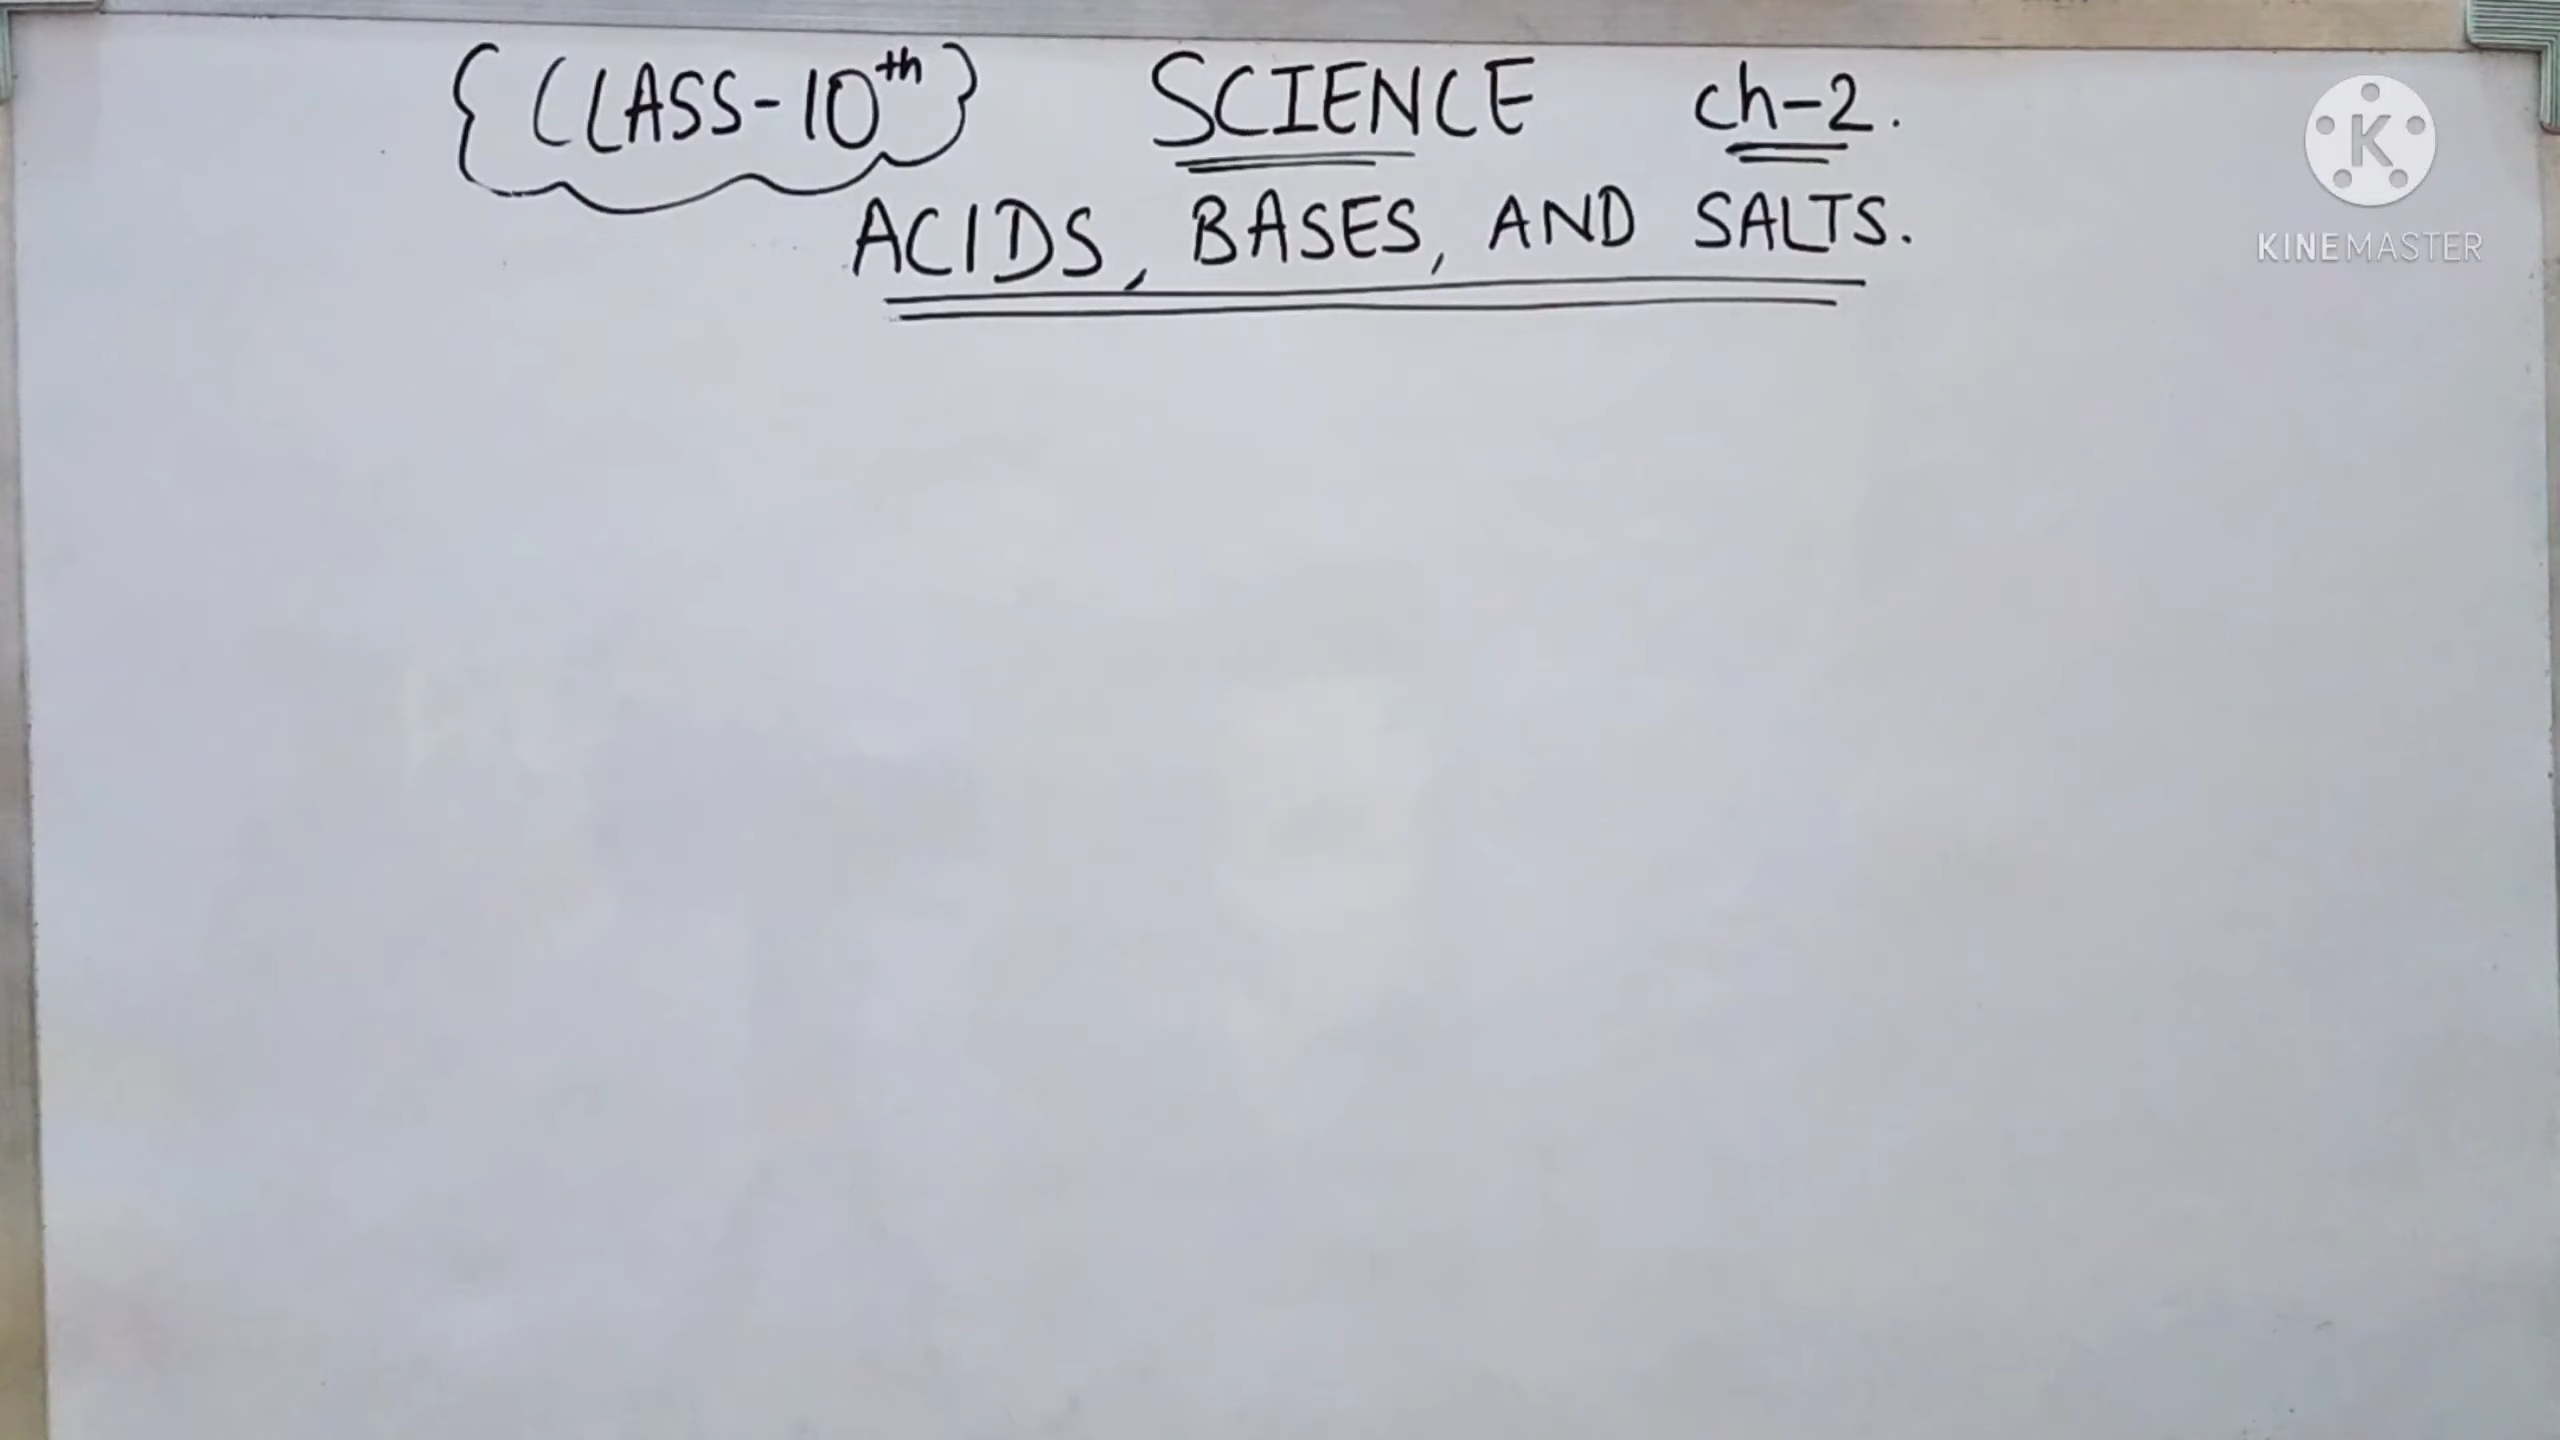 {CLASS-10th} SCIENCE ch-2.
ACIDS, BASES, AND SALTS.
K
KINEMASTER